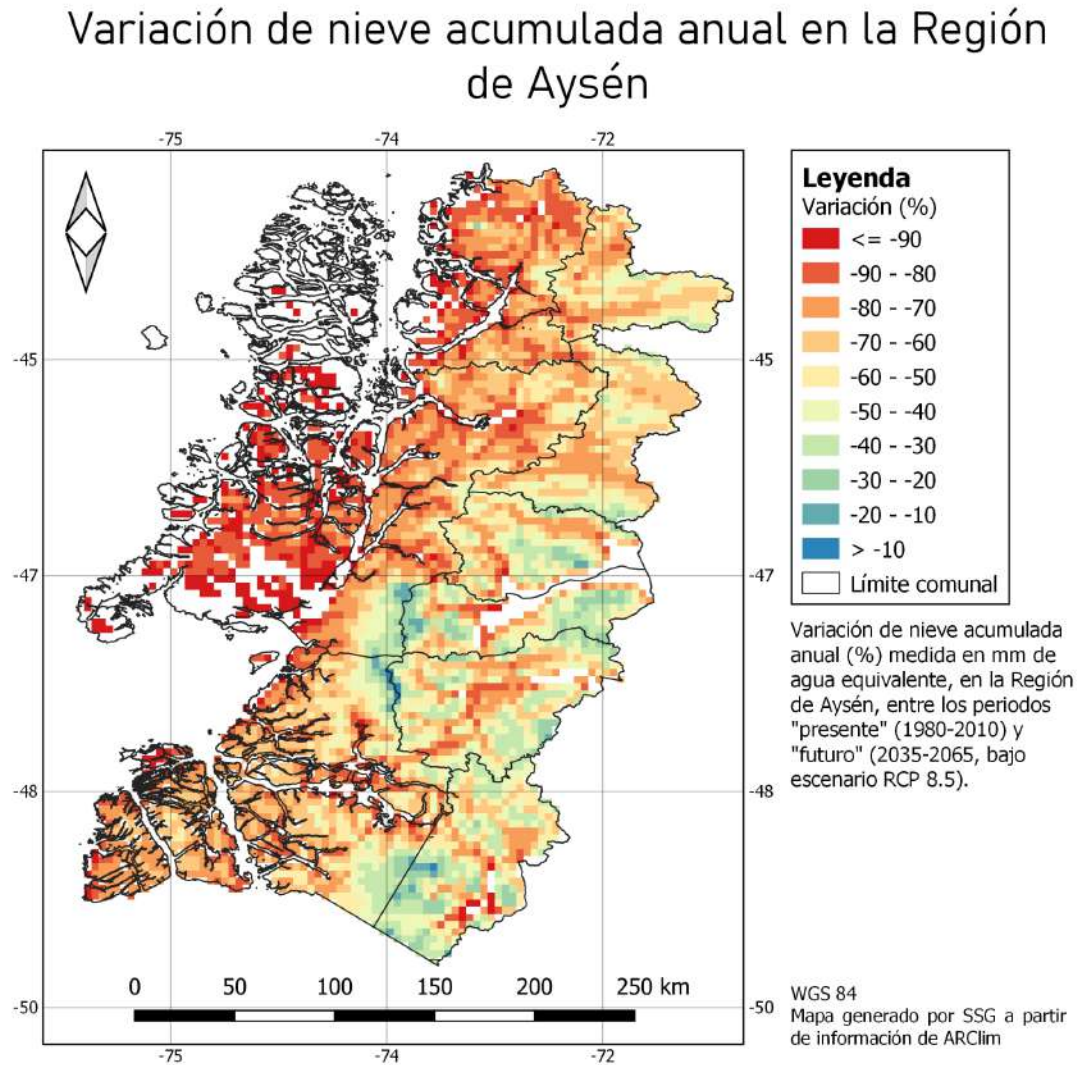 Variación de nieve acumulada anual en la Región
de Aysén
-75
-74
-72
-45
-45
-47
-47
-48
-48
-50
-50
0
50
100
150
200
250 km
-75
-74
-72
Leyenda
Variación (%)
<= -90
-90 - -80
-80 - -70
-70 - -60
-60 - -50
-50 - -40
-40 - -30
-30 - -20
-20 - -10
> -10
Límite comunal
Variación de nieve acumulada
anual (%) medida en mm de
agua equivalente, en la Región
de Aysén, entre los periodos
"presente" (1980-2010) y
"futuro" (2035-2065, bajo
escenario RCP 8.5).
WGS 84
Mapa generado por SSG a partir
de información de ARClim